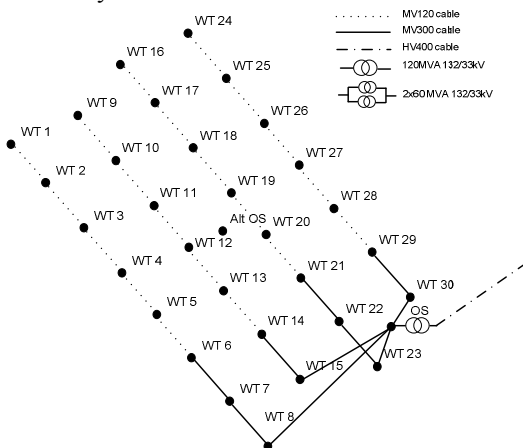 WT 24
MV120 cable
MV300 cable
HV400 cable
120MVA 132/33kV
2x60 MVA 132/33kV
WT 16
WT 25
WT 9
WT 17
WT 26
WT 1
WT 10
WT 18
WT 27
WT 2
WT 11
WT 19
WT 28
WT 3
Alt OS
WT 20
WT 12
WT 29
WT 4
WT 13
WT 21
WT 30
WT 5
WT 14
WT 22
OS
WT 6
WT 15
WT 23
WT 7
WT 8